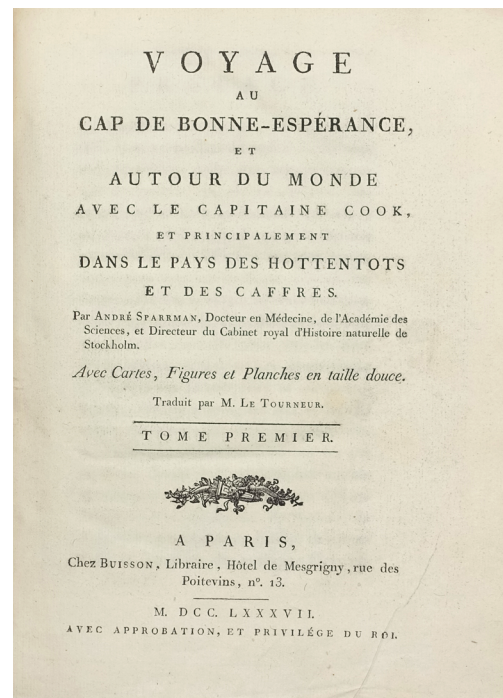 VOYAGE
AU
CAP DE BONNE-ESPÉRANCE,
ET
AUTOUR DU MONDE
AVEC LE CAPITAINE COOK,
ET PRINCIPALEMENT
DANS LE PAYS DES HOTTENTOTS
ET DES CAFFRES.
Par ANDRÉ SPARRMAN, Docteur en Médecine, de l'Académie des
Sciences, et Directeur du Cabinet royal d'Histoire naturelle de
Stockholm.
Avec Cartes, Figures et Planches en taille douce.
Traduit par M. LE TOURNEUR.
TOME PREMIER.
A PARIS,
Chez BUISSON, Libraire, Hôtel de Mesgrigny, rue des
Poitevins, nº. 13.
M. DCC. LXXXVII.
AVEC APPROBATION, ET PRIVILÉGE DU ROI.